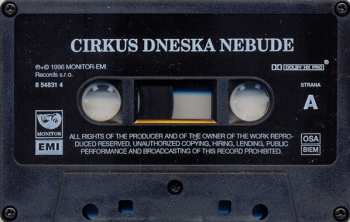 CIRKUS DNESKA NEBUDE
℗+© 1996 MONITOR-EMI
Records s.r.o.
8 54831 4
DOLBY HX PRO
STRANA
A
MONITOR
EMI
ALL RIGHTS OF THE PRODUCER AND OF THE OWNER OF THE WORK REPRO-
DUCED RESERVED. UNAUTHORIZED COPYING, HIRING, LENDING, PUBLIC
PERFORMANCE AND BROADCASTING OF THIS RECORD PROHIBITED.
OSA
BIEM